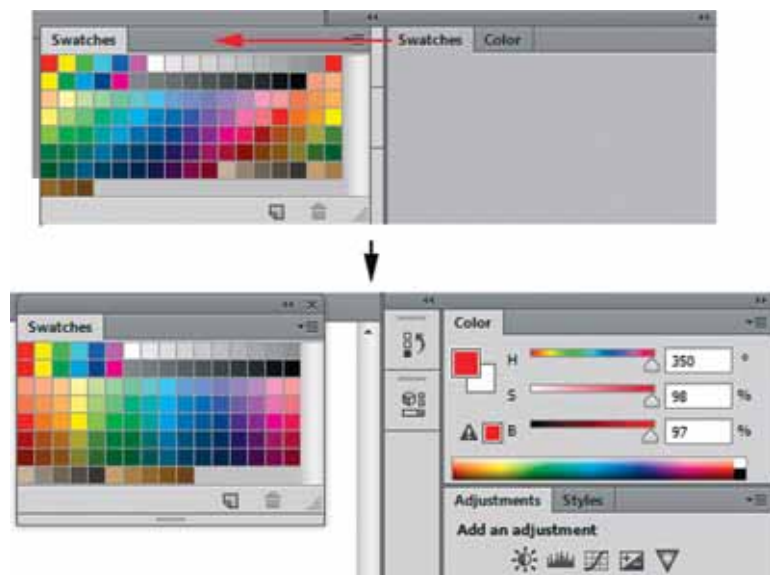 Swatches
Swatches Color
Swatches
Color
H 350 °
S 98 %
B 97 %
Adjustments Styles
Add an adjustment